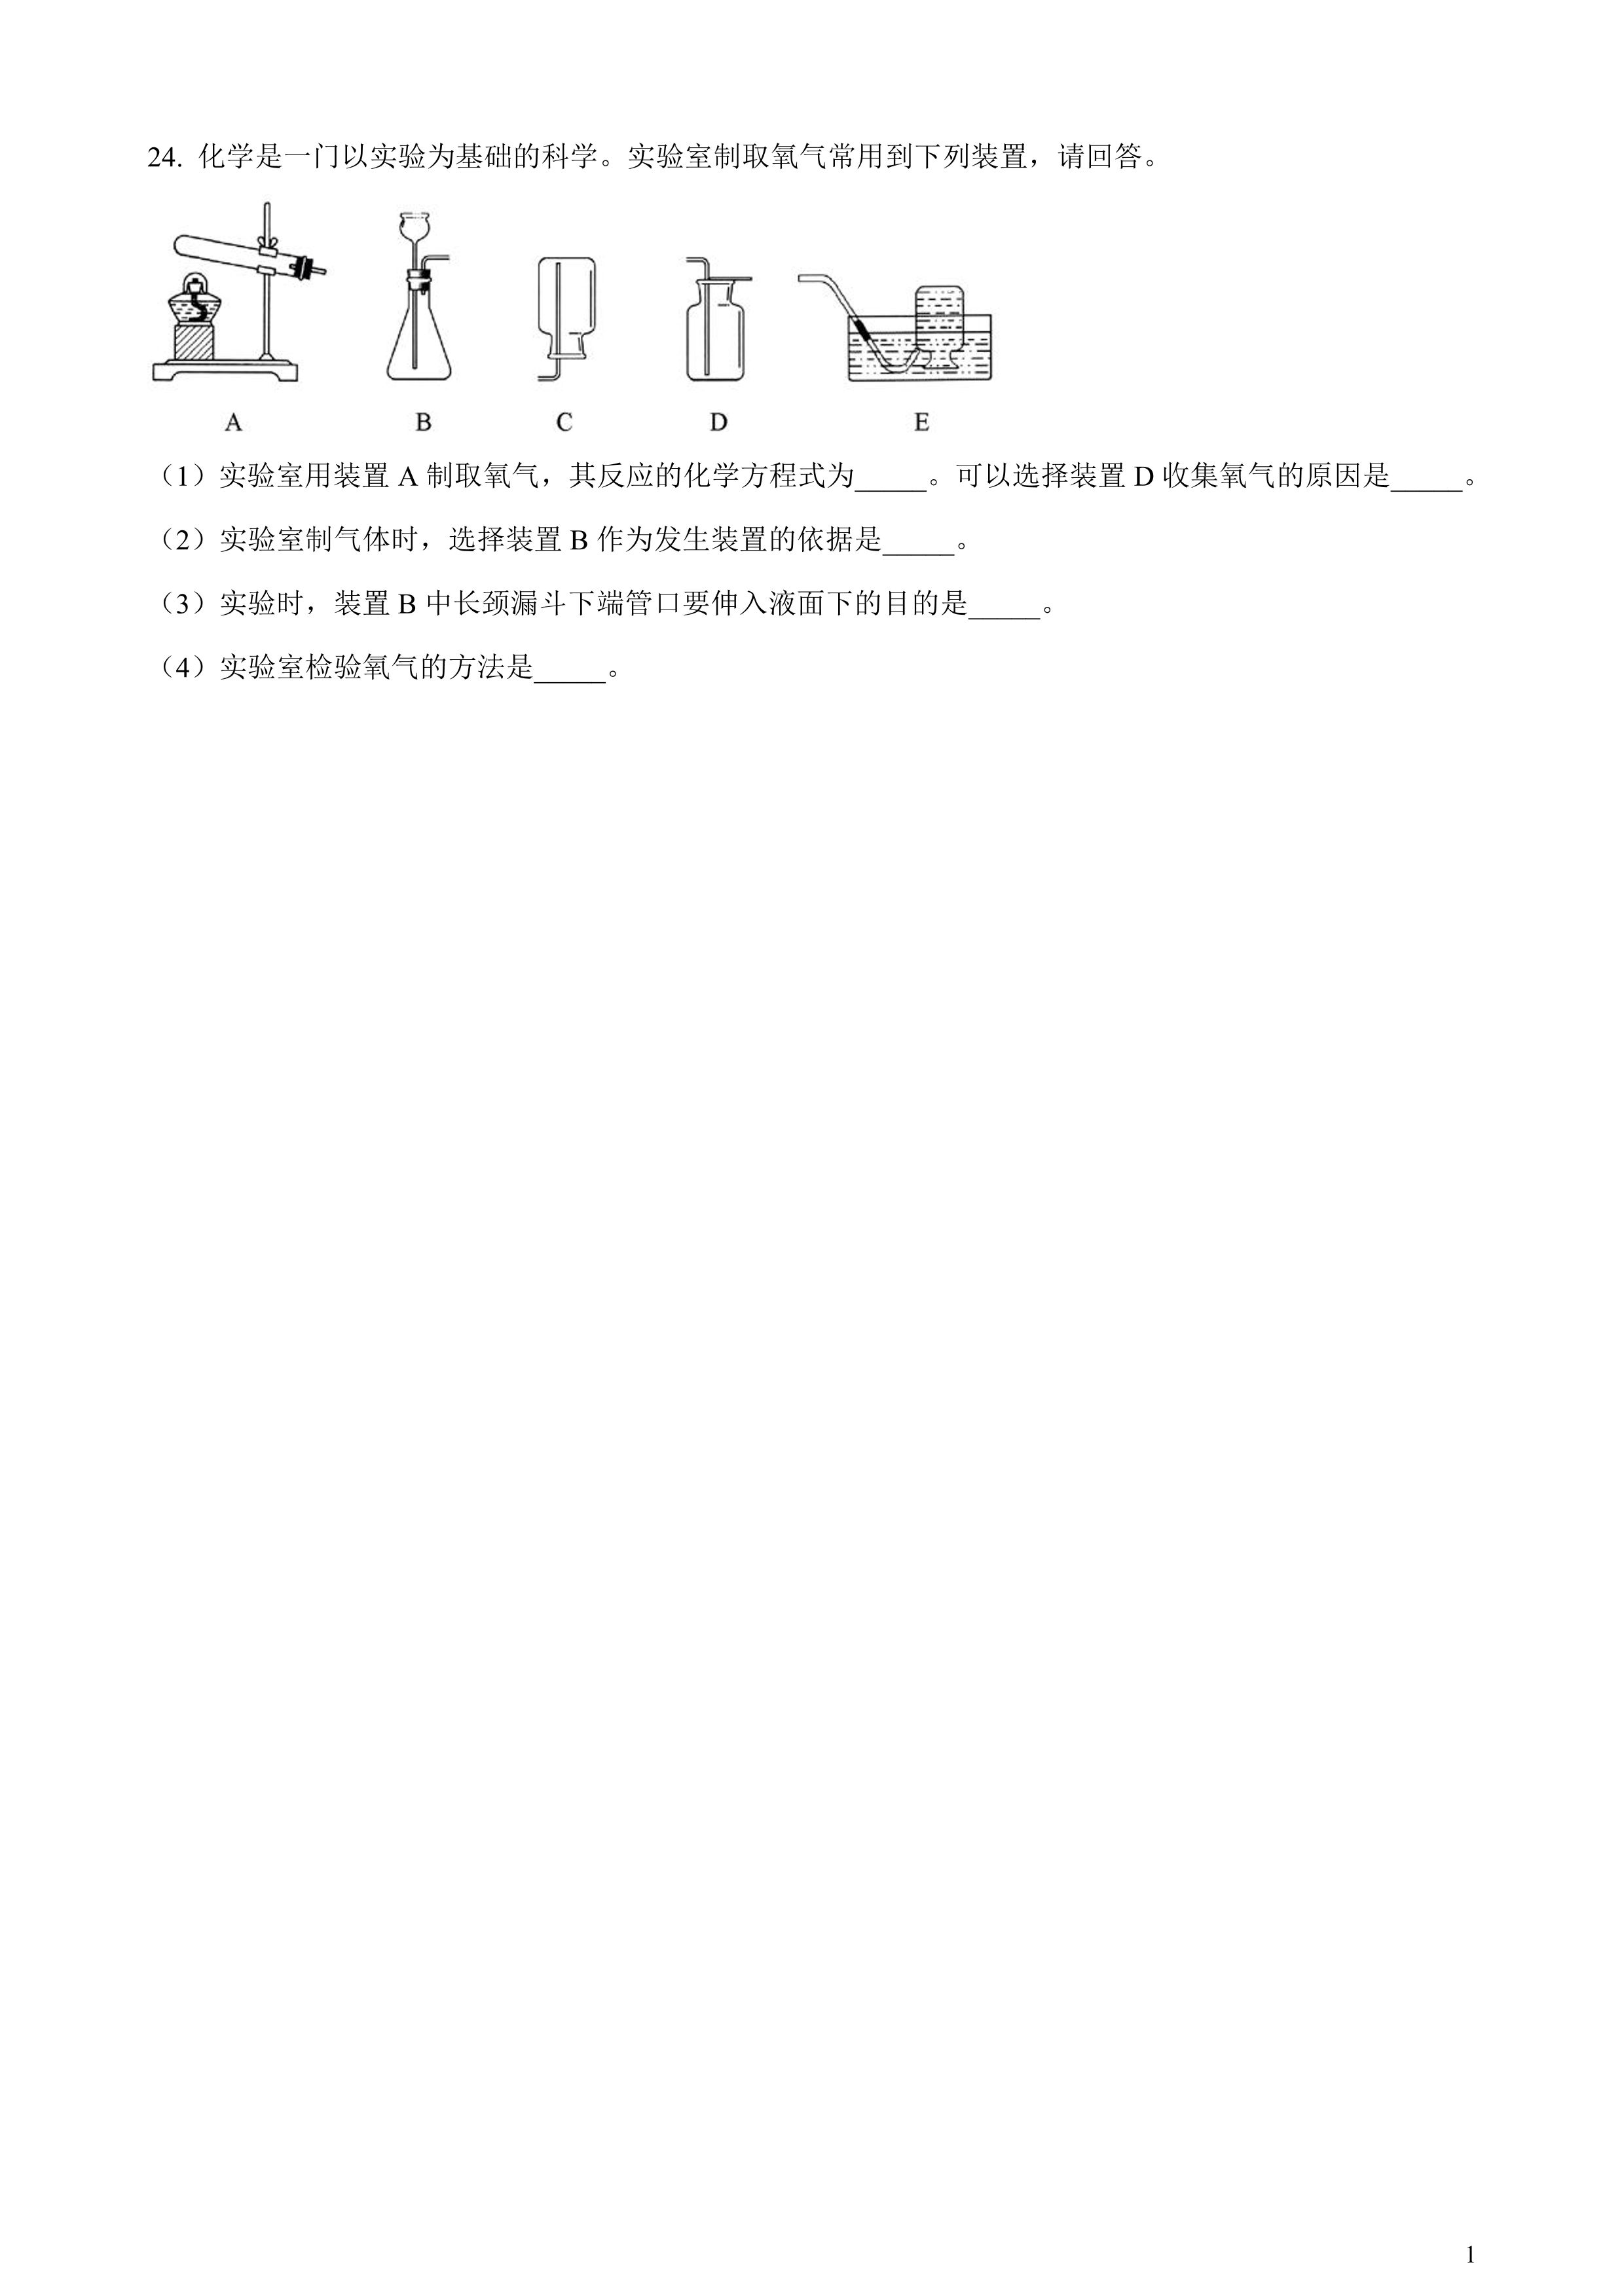 24. 化学是一门以实验为基础的科学。实验室制取氧气常用到下列装置，请回答。
A B C D E
（1）实验室用装置 A 制取氧气，其反应的化学方程式为_____。可以选择装置 D 收集氧气的原因是_____。
（2）实验室制气体时，选择装置 B 作为发生装置的依据是_____。
（3）实验时，装置 B 中长颈漏斗下端管口要伸入液面下的目的是_____。
（4）实验室检验氧气的方法是_____。
1